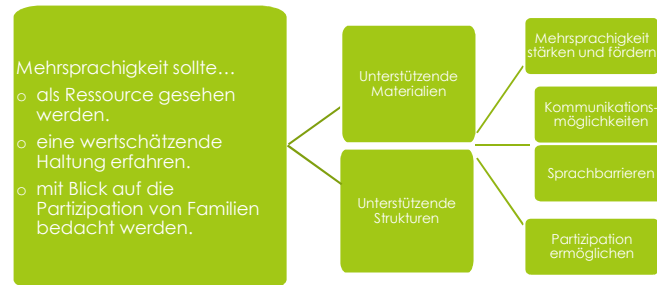 Mehrsprachigkeit sollte…
o als Ressource gesehen
werden.
o eine wertschätzende
Haltung erfahren.
o mit Blick auf die
Partizipation von Familien
bedacht werden.
Unterstützende
Materialien
Unterstützende
Strukturen
Mehrsprachigkeit
stärken und fördern
Kommunikations-
möglichkeiten
Sprachbarrieren
Partizipation
ermöglichen